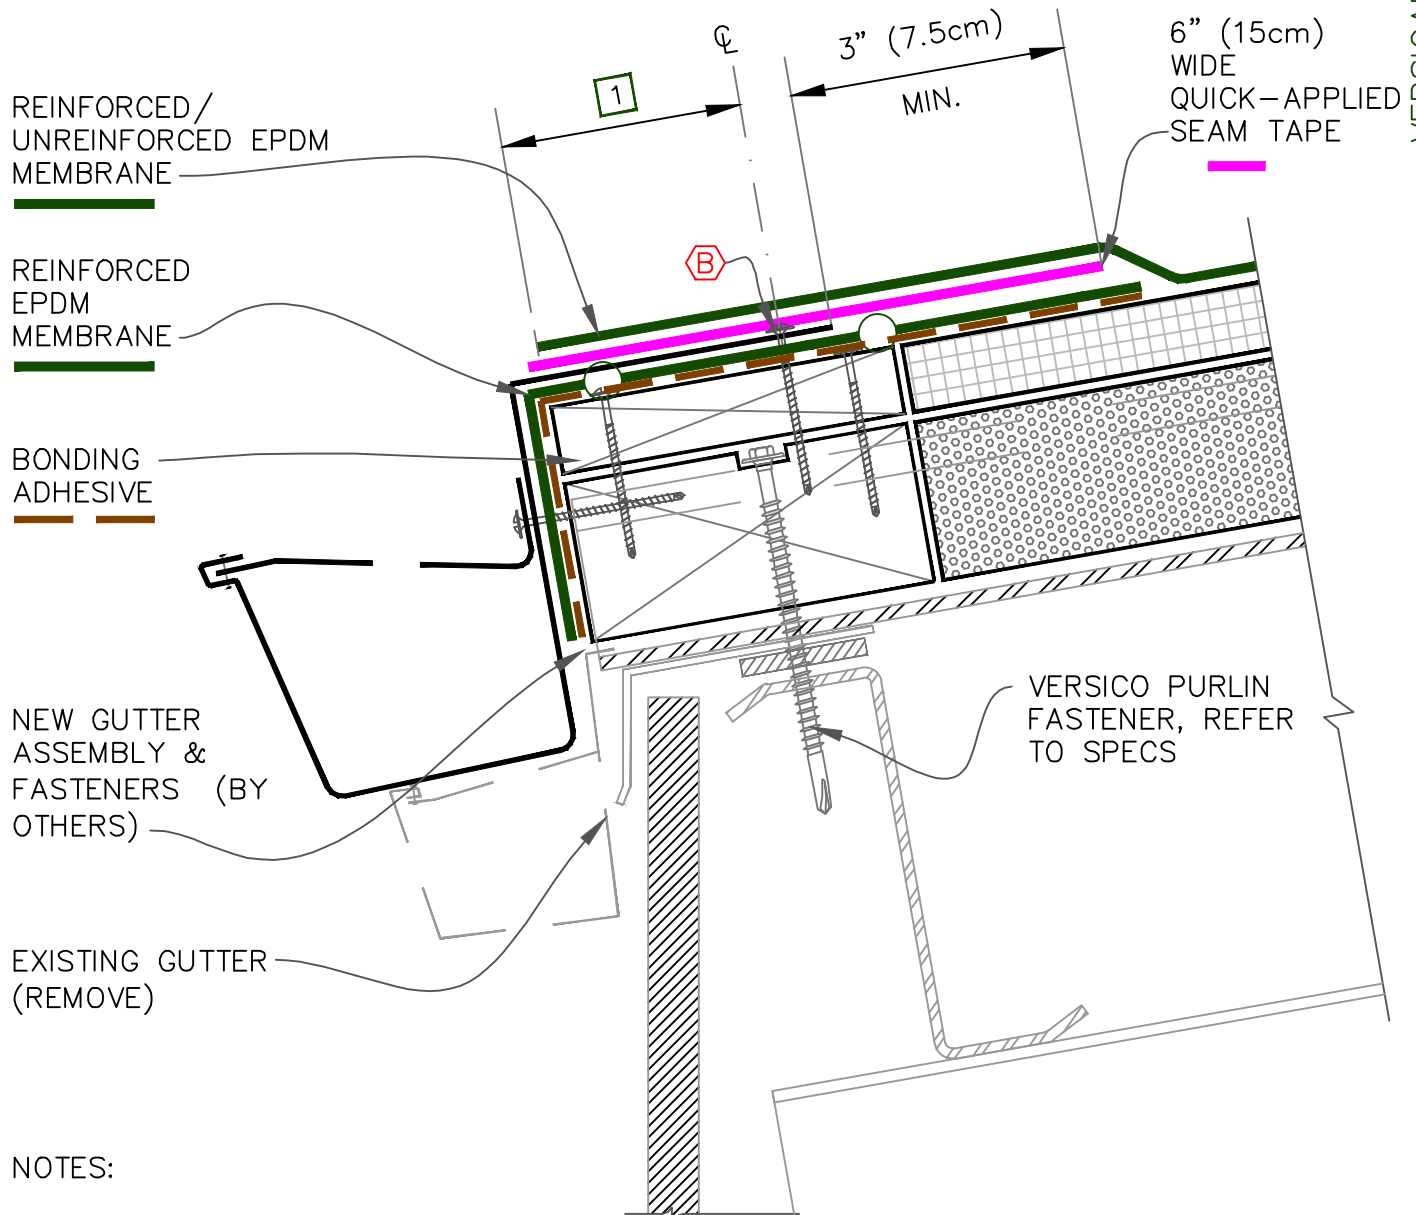 REINFORCED/
UNREINFORCED EPDM
MEMBRANE
REINFORCED
EPDM
MEMBRANE
BONDING
ADHESIVE
NEW GUTTER
ASSEMBLY &
FASTENERS (BY
OTHERS)
EXISTING GUTTER
(REMOVE)
NOTES:
1
℄
3” (7.5cm)
MIN.
B
6” (15cm)
WIDE
QUICK-APPLIED
SEAM TAPE
VERSICO PURLIN
FASTENER, REFER
TO SPECS